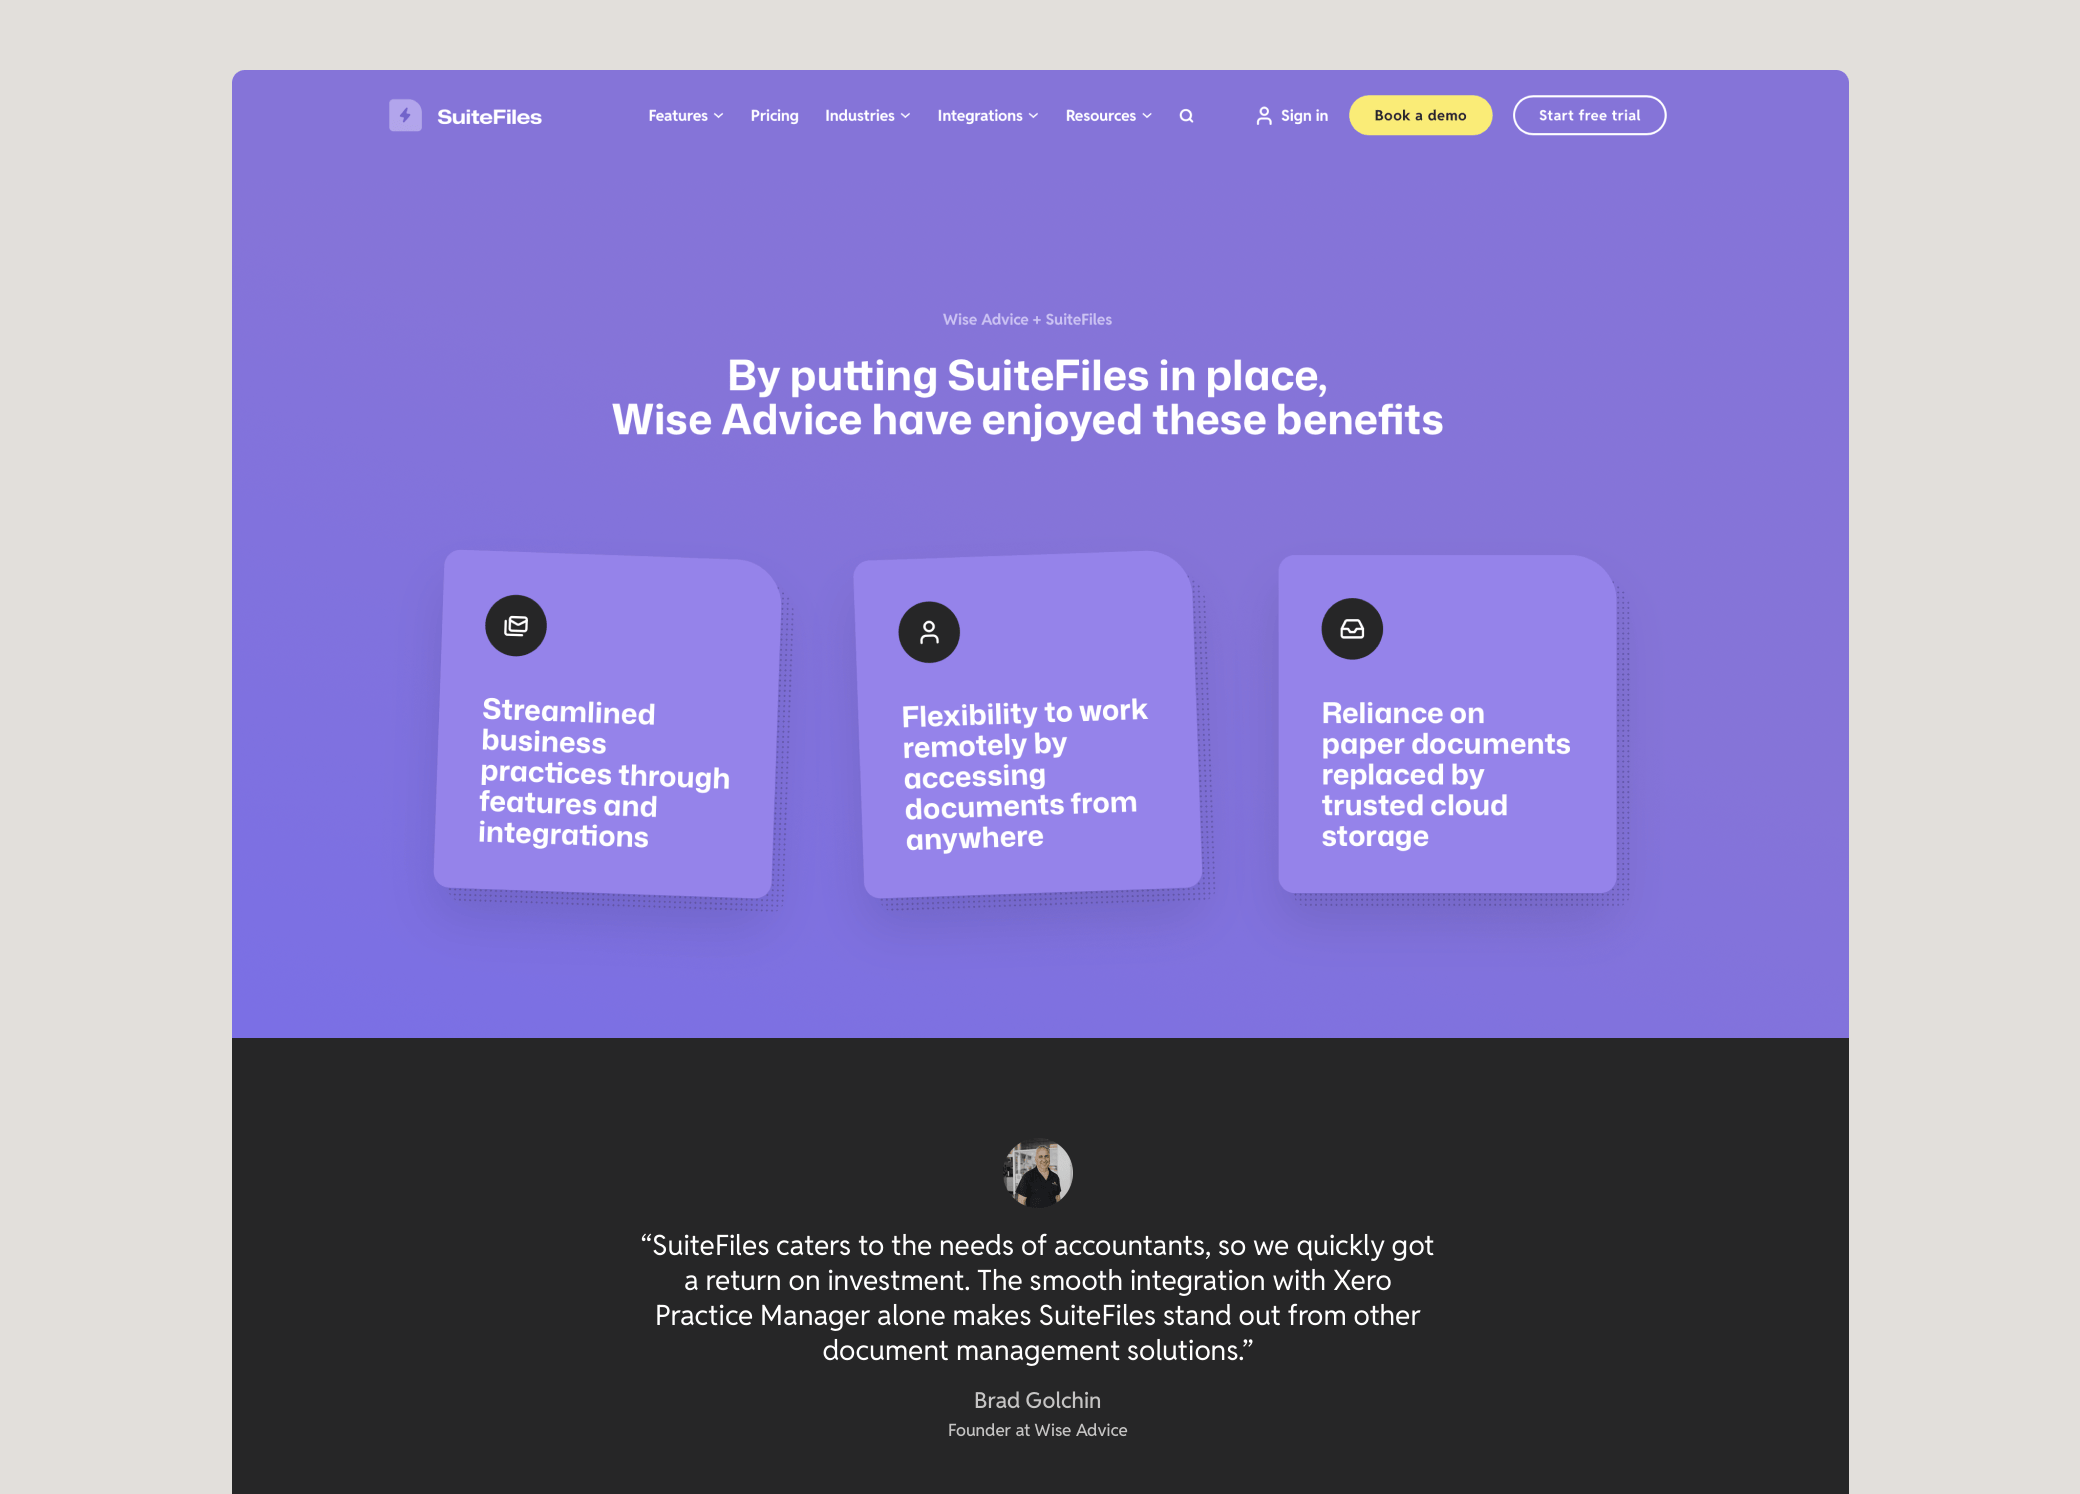 SuiteFiles
Features
Pricing
Industries
Integrations
Resources
Sign in
Book a demo
Start free trial
Wise Advice + SuiteFiles
By putting SuiteFiles in place,
Wise Advice have enjoyed these benefits
Streamlined
business
practices through
features and
integrations
Flexibility to work
remotely by
accessing
documents from
anywhere
Reliance on
paper documents
replaced by
trusted cloud
storage
“SuiteFiles caters to the needs of accountants, so we quickly got
a return on investment. The smooth integration with Xero
Practice Manager alone makes SuiteFiles stand out from other
document management solutions.”
Brad Golchin
Founder at Wise Advice